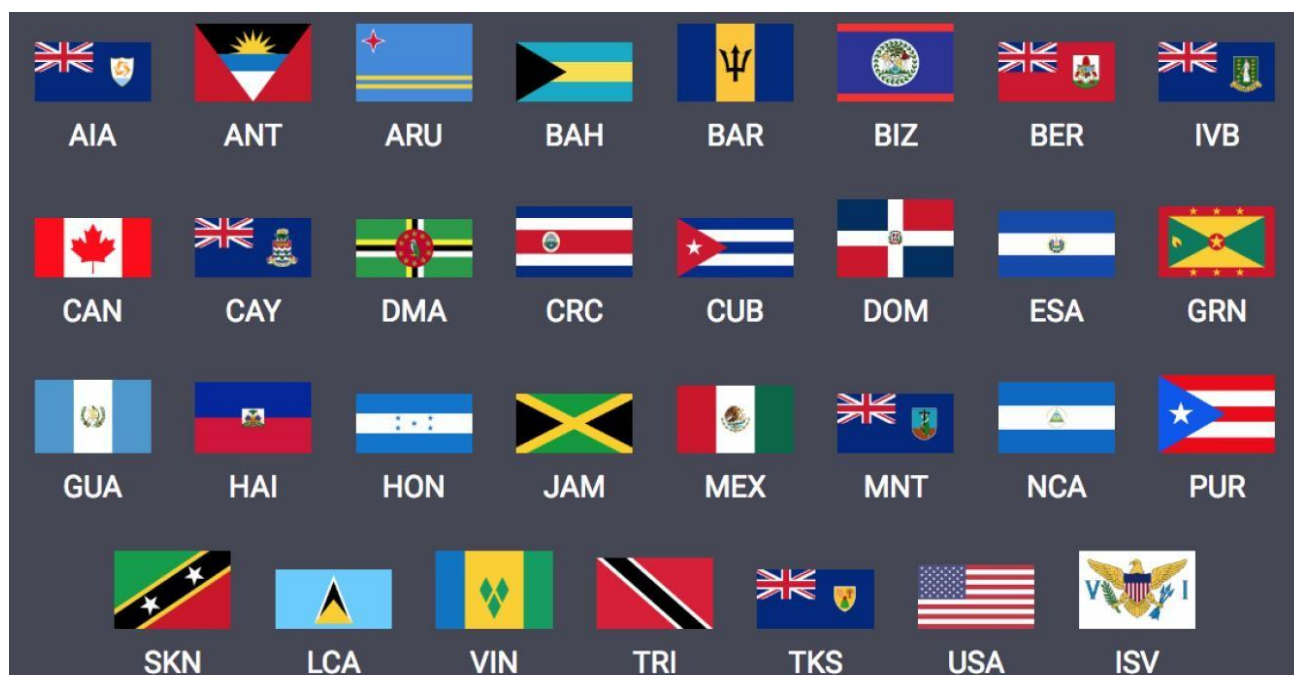 AIA ANT ARU BAH BAR BIZ BER IVB
CAN CAY DMA CRC CUB DOM ESA GRN
GUA HAI HON JAM MEX MNT NCA PUR
V I
SKN LCA VIN TRI TKS USA ISV